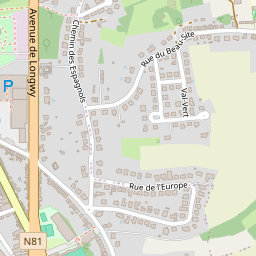 Avenue de Longwy
Chemin des Espagnols
Rue du Beau-Site
Val-Vert
P
Rue de l'Europe
N81